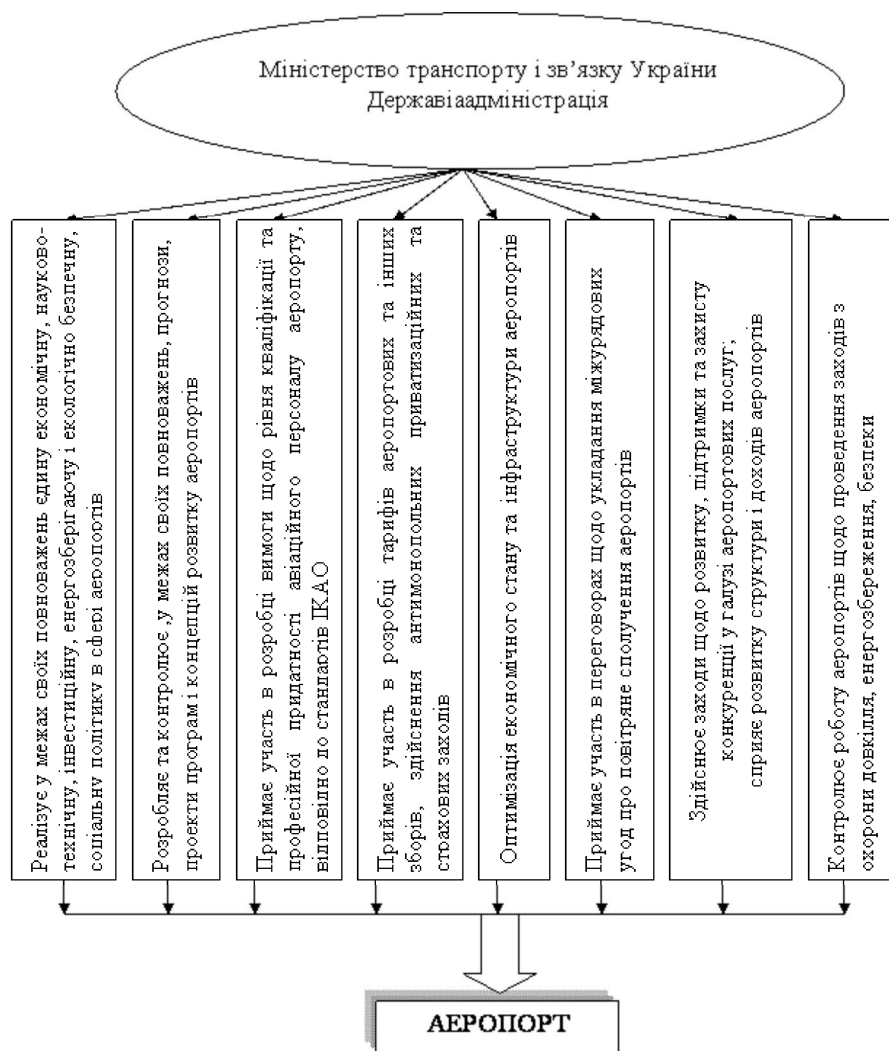 Міністерство транспорту і зв’язку України
Державіаадміністрація
Реалізує у межах своїх повноважень єдину економічну, науково-
технічну, інвестиційну, енергозберігаючу і екологічно безпечну,
соціальну політику в сфері аеропортів
Розробляє та контролює ,у межах своїх повноважень, прогнози,
проекти програм і концепцій розвитку аеропортів
Приймає участь в розробці вимоги щодо рівня кваліфікації та
професійної придатності авіаційного персоналу аеропорту,
відповідно до стандартів ІКАО
Приймає участь в розробці тарифів аеропортових та інших
зборів, здійснення антимонопольних приватизаційних та
страхових заходів
Оптимізація економічного стану та інфраструктури аеропортів
Приймає участь в переговорах щодо укладання міжурядових
угод про повітряне сполучення аеропортів
Здійснює заходи щодо розвитку, підтримки та захисту
конкуренції у галузі аеропортових послуг;
сприяє розвитку структури і доходів аеропортів
Контролює роботу аеропортів щодо проведення заходів з
охорони довкілля, енергозбереження, безпеки
АЕРОПОРТ